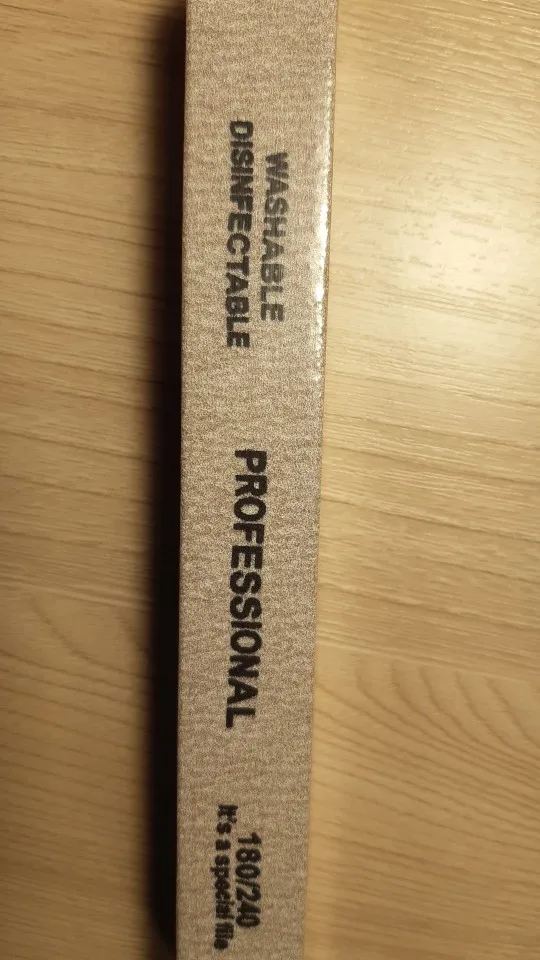 WASHABLE
DISINFECTABLE
PROFESSIONAL
180/240
It's a special file